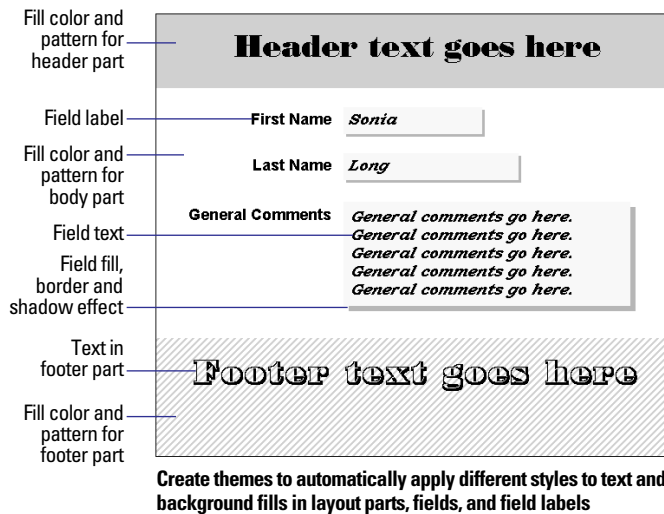 Fill color and
pattern for
header part
Header text goes here
Field label
First Name
Sonia
Fill color and
pattern for
body part
Last Name
Long
General Comments
General comments go here.
General comments go here.
General comments go here.
General comments go here.
General comments go here.
Field text
Field fill,
border and
shadow effect
Text in
footer part
Footer text goes here
Fill color and
pattern for
footer part
Create themes to automatically apply different styles to text and
background fills in layout parts, fields, and field labels